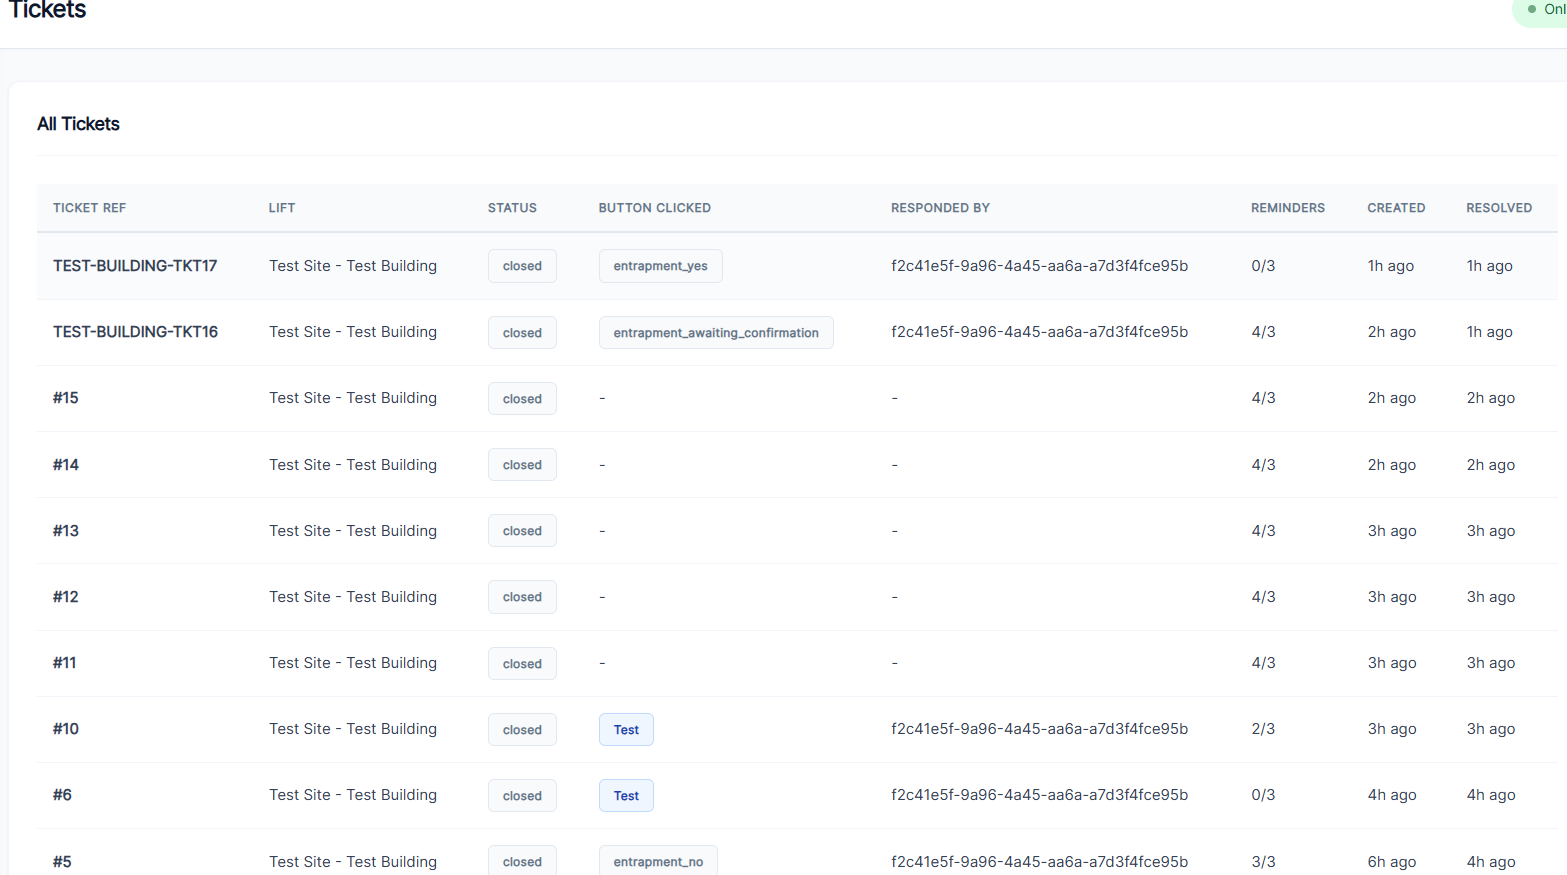 Tickets
Onl
All Tickets
TICKET REF LIFT STATUS BUTTON CLICKED RESPONDED BY REMINDERS CREATED RESOLVED
TEST-BUILDING-TKT17 Test Site - Test Building closed entrapment_yes f2c41e5f-9a96-4a45-aa6a-a7d3f4fce95b 0/3 1h ago 1h ago
TEST-BUILDING-TKT16 Test Site - Test Building closed entrapment_awaiting_confirmation f2c41e5f-9a96-4a45-aa6a-a7d3f4fce95b 4/3 2h ago 1h ago
#15 Test Site - Test Building closed - - 4/3 2h ago 2h ago
#14 Test Site - Test Building closed - - 4/3 2h ago 2h ago
#13 Test Site - Test Building closed - - 4/3 3h ago 3h ago
#12 Test Site - Test Building closed - - 4/3 3h ago 3h ago
#11 Test Site - Test Building closed - - 4/3 3h ago 3h ago
#10 Test Site - Test Building closed Test f2c41e5f-9a96-4a45-aa6a-a7d3f4fce95b 2/3 3h ago 3h ago
#6 Test Site - Test Building closed Test f2c41e5f-9a96-4a45-aa6a-a7d3f4fce95b 0/3 4h ago 4h ago
#5 Test Site - Test Building closed entrapment_no f2c41e5f-9a96-4a45-aa6a-a7d3f4fce95b 3/3 6h ago 4h ago